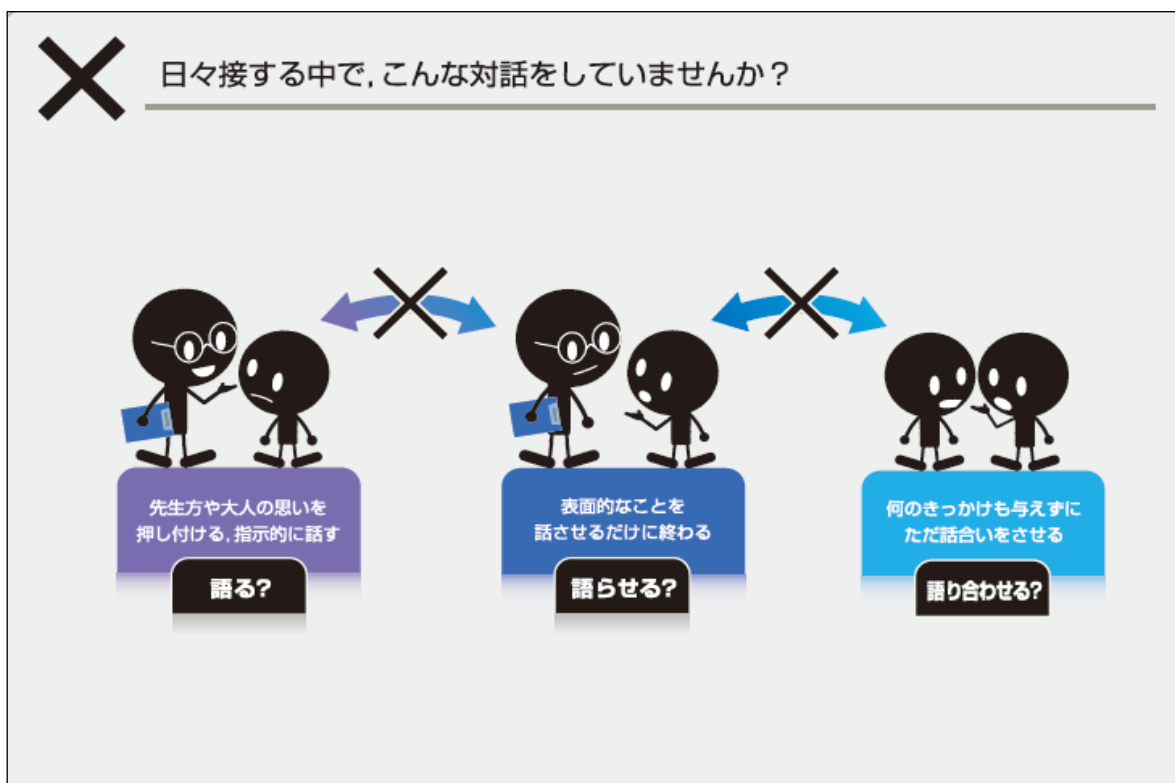 日々接する中で,こんな対話をしていませんか？
先生方や大人の思いを
押し付ける,指示的に話す
語る?
表面的なことを
話させるだけに終わる
語らせる?
何のきっかけも与えずに
ただ話合いをさせる
語り合わせる?